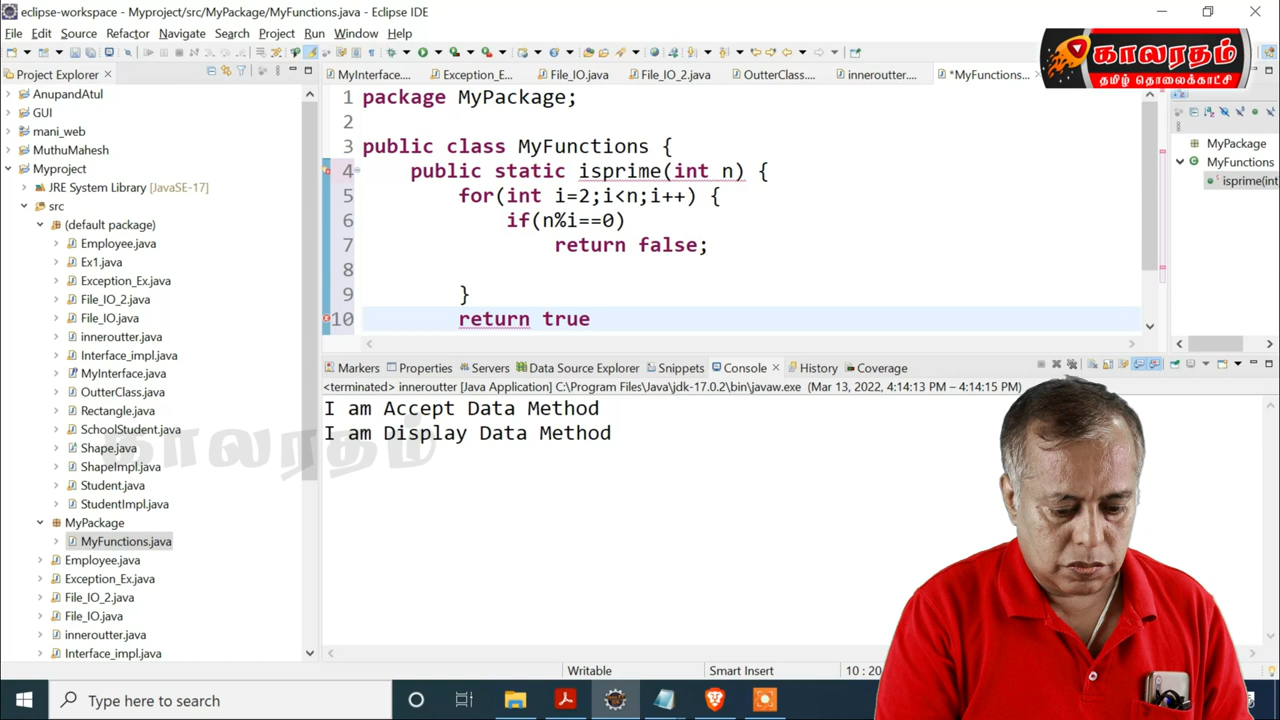 eclipse-workspace - Myproject/src/MyPackage/MyFunctions.java - Eclipse IDE
File Edit Source Refactor Navigate Search Project Run Window Help
காலரதம்
தமிழ் தொலைக்காட்சி
Project Explorer
MyInterface....
Exception_E...
File_IO.java
File_IO_2.java
OutterClass....
inneroutter....
*MyFunctions...
AnupandAtul
GUI
mani_web
MuthuMahesh
Myproject
JRE System Library [JavaSE-17]
src
(default package)
Employee.java
Ex1.java
Exception_Ex.java
File_IO_2.java
File_IO.java
inneroutter.java
Interface_impl.java
MyInterface.java
OutterClass.java
Rectangle.java
SchoolStudent.java
Shape.java
ShapeImpl.java
Student.java
StudentImpl.java
MyPackage
MyFunctions.java
Employee.java
Exception_Ex.java
File_IO_2.java
File_IO.java
inneroutter.java
Interface_impl.java
1 package MyPackage;
2
3 public class MyFunctions {
4 public static isprime(int n) {
5 for(int i=2;i<n;i++) {
6 if(n%i==0)
7 return false;
8
9 }
10 return true
MyPackage
MyFunctions
isprime(int
Markers Properties Servers Data Source Explorer Snippets Console History Coverage
<terminated> inneroutter [Java Application] C:\Program Files\Java\jdk-17.0.2\bin\javaw.exe (Mar 13, 2022, 4:14:13 PM – 4:14:15 PM)
I am Accept Data Method
I am Display Data Method
காலரதம்
Writable
Smart Insert
10 : 20
Type here to search